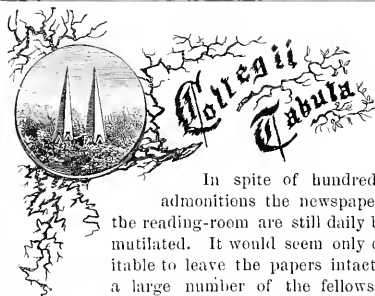 Collegii
Tabula
In spite of hundred
admonitions the newspape
the reading-room are still daily b
mutilated. It would seem only c
itable to leave the papers intact
a large number of the fellows